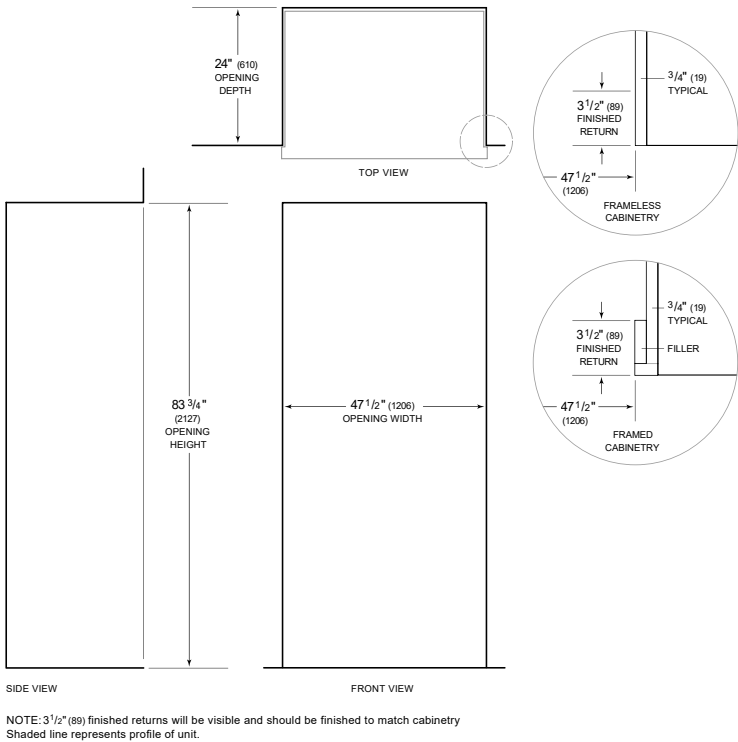 24" (610)
OPENING
DEPTH
TOP VIEW
3/4" (19)
TYPICAL
3 1/2" (89)
FINISHED
RETURN
47 1/2"
(1206)
FRAMELESS
CABINETRY
3/4" (19)
TYPICAL
3 1/2" (89)
FINISHED
RETURN
FILLER
47 1/2"
(1206)
FRAMED
CABINETRY
83 3/4"
(2127)
OPENING
HEIGHT
47 1/2" (1206)
OPENING WIDTH
SIDE VIEW
FRONT VIEW
NOTE: 3 1/2" (89) finished returns will be visible and should be finished to match cabinetry
Shaded line represents profile of unit.